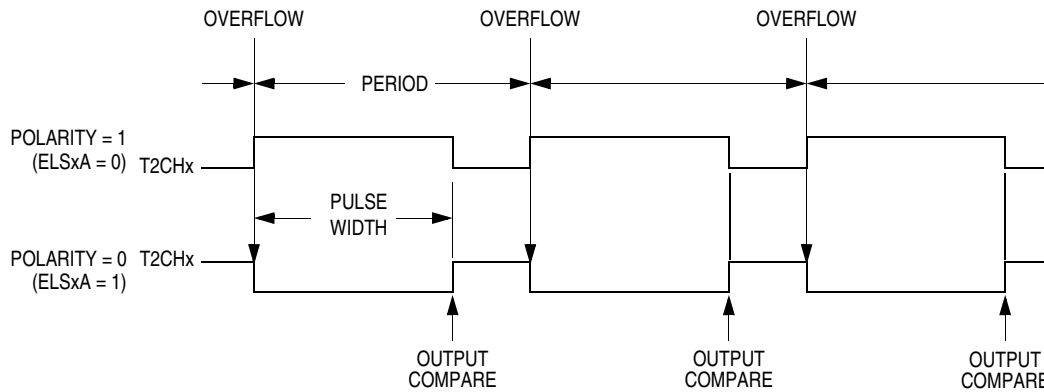 OVERFLOW OVERFLOW OVERFLOW
PERIOD
POLARITY = 1
(ELSxA = 0) T2CHx
PULSE
WIDTH
POLARITY = 0 T2CHx
(ELSxA = 1)
OUTPUT OUTPUT OUTPUT
COMPARE COMPARE COMPARE